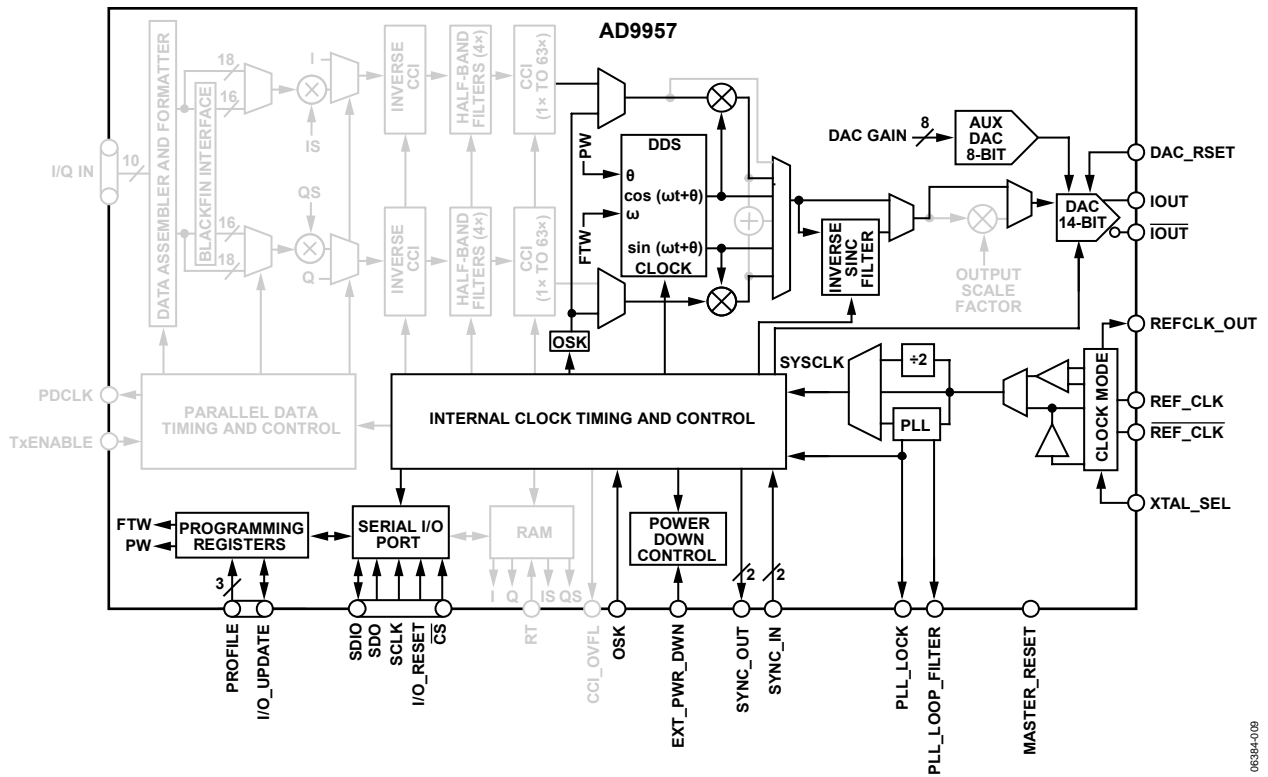 AD9957
I/Q IN
10
DATA ASSEMBLER AND FORMATTER
BLACKFIN INTERFACE
18
16
16
18
IS
QS
I
Q
INVERSE
CCI
HALF-BAND
FILTERS (4×)
CCI
(1× TO 63×)
INVERSE
CCI
HALF-BAND
FILTERS (4×)
CCI
(1× TO 63×)
OSK
PW
FTW
DDS
θ
cos (ωt+θ)
ω
sin (ωt+θ)
CLOCK
INVERSE
SINC
FILTER
OUTPUT
SCALE
FACTOR
DAC GAIN
8
AUX
DAC
8-BIT
DAC
14-BIT
DAC_RSET
IOUT
IOUT
REFCLK_OUT
REF_CLK
REF_CLK
XTAL_SEL
CLOCK MODE
SYSCLK
÷2
PLL
PDCLK
TxENABLE
PARALLEL DATA
TIMING AND CONTROL
INTERNAL CLOCK TIMING AND CONTROL
FTW
PW
PROGRAMMING
REGISTERS
SERIAL I/O
PORT
RAM
I
Q
IS
QS
POWER
DOWN
CONTROL
3
2
2
PROFILE
I/O_UPDATE
SDIO
SDO
SCLK
I/O_RESET
CS
RT
CCI_OVFL
OSK
EXT_PWR_DWN
SYNC_OUT
SYNC_IN
PLL_LOCK
PLL_LOOP_FILTER
MASTER_RESET
06384-009